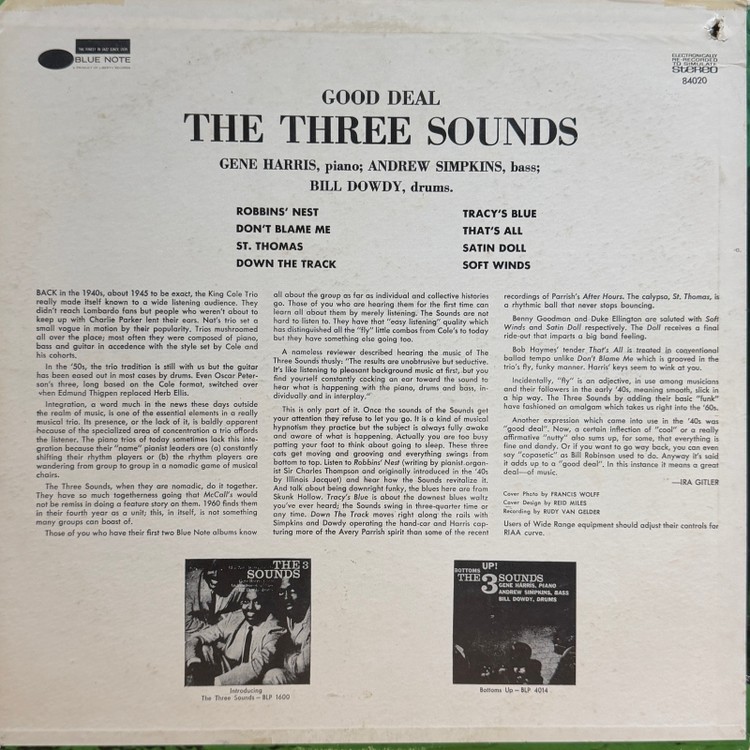 THE FINEST IN JAZZ SINCE 1939
BLUE NOTE
A PRODUCT OF LIBERTY RECORDS
ELECTRONICALLY
RE-RECORDED
TO SIMULATE
STEREO
84020
GOOD DEAL
THE THREE SOUNDS
GENE HARRIS, piano; ANDREW SIMPKINS, bass;
BILL DOWDY, drums.
ROBBINS' NEST
DON'T BLAME ME
ST. THOMAS
DOWN THE TRACK
TRACY'S BLUE
THAT'S ALL
SATIN DOLL
SOFT WINDS
BACK in the 1940s, about 1945 to be exact, the King Cole Trio
really made itself known to a wide listening audience. They
didn't reach Lombardo fans but people who weren't about to
keep up with Charlie Parker lent their ears. Nat's trio set a
small vogue in motion by their popularity. Trios mushroomed
all over the place; most often they were composed of piano,
bass and guitar in accedence with the style set by Cole and
his cohorts.
In the '50s, the trio tradition is still with us but the guitar
has been eased out in most cases by drums. Even Oscar Peter-
son's three, long based on the Cole format, switched over
when Edmund Thigpen replaced Herb Ellis.
Integration, a word much in the news these days outside
the realm of music, is one of the essential elements in a really
musical trio. Its presence, or the lack of it, is boldly apparent
because of the specialized area of concentration a trio affords
the listener. The piano trios of today sometimes lack this inte-
gration because their "name" pianist leaders are (a) constantly
shifting their rhythm players or (b) the rhythm players are
wandering from group to group in a nomadic game of musical
chairs.
The Three Sounds, when they are nomadic, do it together.
They have so much togetherness going that McCall's would
not be remiss in doing a feature story on them. 1960 finds them
in their fourth year as a unit; this, in itself, is not something
many groups can boast of.
Those of you who have their first two Blue Note albums know
all about the group as far as individual and collective histories
go. Those of you who are hearing them for the first time can
learn all about them by merely listening. The Sounds are not
hard to listen to. They have that "easy listening" quality which
has distinguished all the "fly" little combos from Cole's to today
but they have something else going too.
A nameless reviewer described hearing the music of The
Three Sounds thusly: "The results are unobtrusive but seductive.
It's like listening to pleasant background music at first, but you
find yourself constantly cocking an ear toward the sound to
hear what is happening with the piano, drums and bass, in-
dividually and in interplay."
This is only part of it. Once the sounds of the Sounds get
your attention they refuse to let you go. It is a kind of musical
hypnotism they practice but the subject is always fully awake
and aware of what is happening. Actually you are too busy
patting your foot to think about going to sleep. These three
cats get moving and grooving and everything swings from
bottom to top. Listen to Robbins' Nest (writing by pianist.organ-
ist Sir Charles Thompson and originally introduced in the '40s
by Illinois Jacquet) and hear how the Sounds revitalize it.
And talk about being downright funky, the blues here are from
Skunk Hollow. Tracy's Blue is about the downest blues waltz
you've ever heard; the Sounds swing in three-quarter time or
any time. Down The Track moves right along the rails with
Simpkins and Dowdy operating the hand-car and Harris cap-
turing more of the Avery Parrish spirit than some of the recent
recordings of Parrish's After Hours. The calypso, St. Thomas, is
a rhythmic ball that never stops bouncing.
Benny Goodman and Duke Ellington are saluted with Soft
Winds and Satin Doll respectively. The Doll receives a final
ride-out that imparts a big band feeling.
Bob Haymes' tender That's All is treated in conventional
ballad tempo unlike Don't Blame Me which is grooved in the
trio's fly, funky manner. Harris' keys seem to wink at you.
Incidentally, "fly" is an adjective, in use among musicians
and their followers in the early '40s, meaning smooth, slick in
a hip way. The Three Sounds by adding their basic "funk"
have fashioned an amalgam which takes us right into the '60s.
Another expression which came into use in the '40s was
"good deal". Now, a certain inflection of "cool" or a really
affirmative "nutty" also sums up, for some, that everything is
fine and dandy. Or if you want to go way back, you can even
say "copasetic" as Bill Robinson used to do. Anyway it's said
it adds up to a "good deal". In this instance it means a great
deal—of music.
—IRA GITLER
Cover Photo by FRANCIS WOLFF
Cover Design by REID MILES
Recording by RUDY VAN GELDER
Users of Wide Range equipment should adjust their controls for
RIAA curve.
THE 3
SOUNDS
Introducing
The Three Sounds—BLP 1600
BOTTOMS UP!
THE 3 SOUNDS
GENE HARRIS, PIANO
ANDREW SIMPKINS, BASS
BILL DOWDY, DRUMS
Bottoms Up—BLP 4014